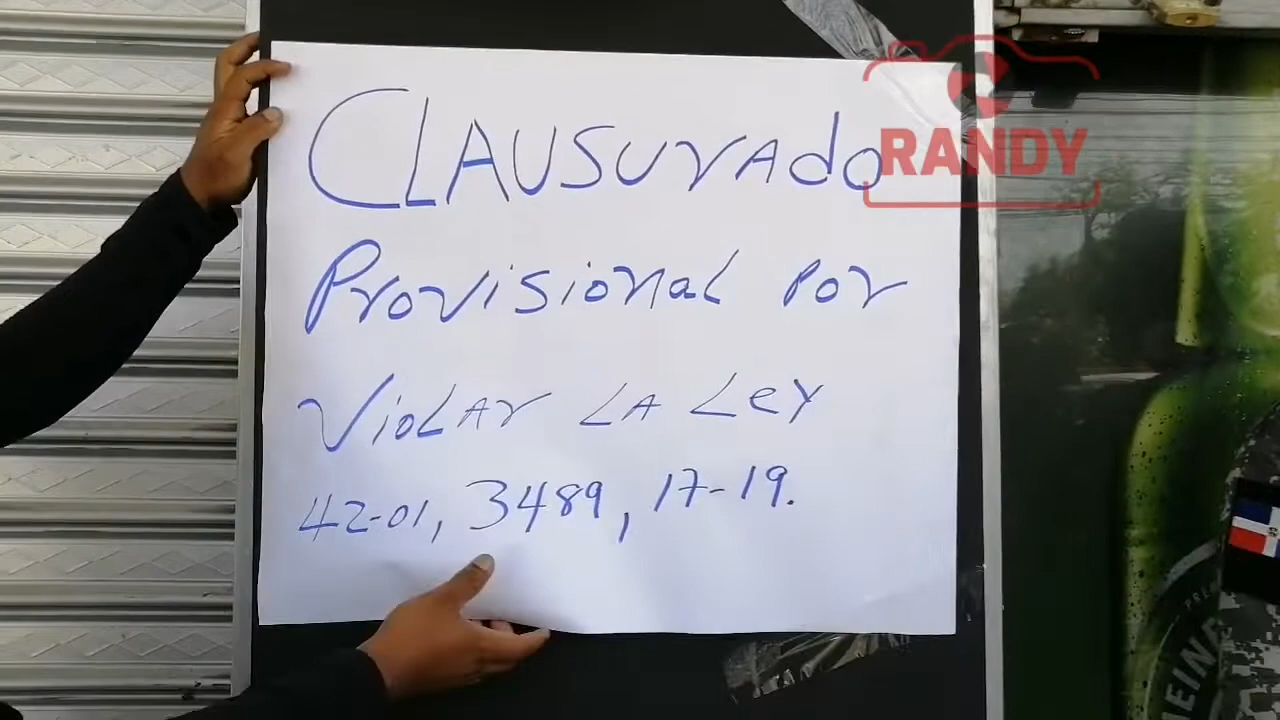 CLAUSUrAdo
Provisional por
Violar LA Ley
42-01, 3489, 17-19.
RANDY